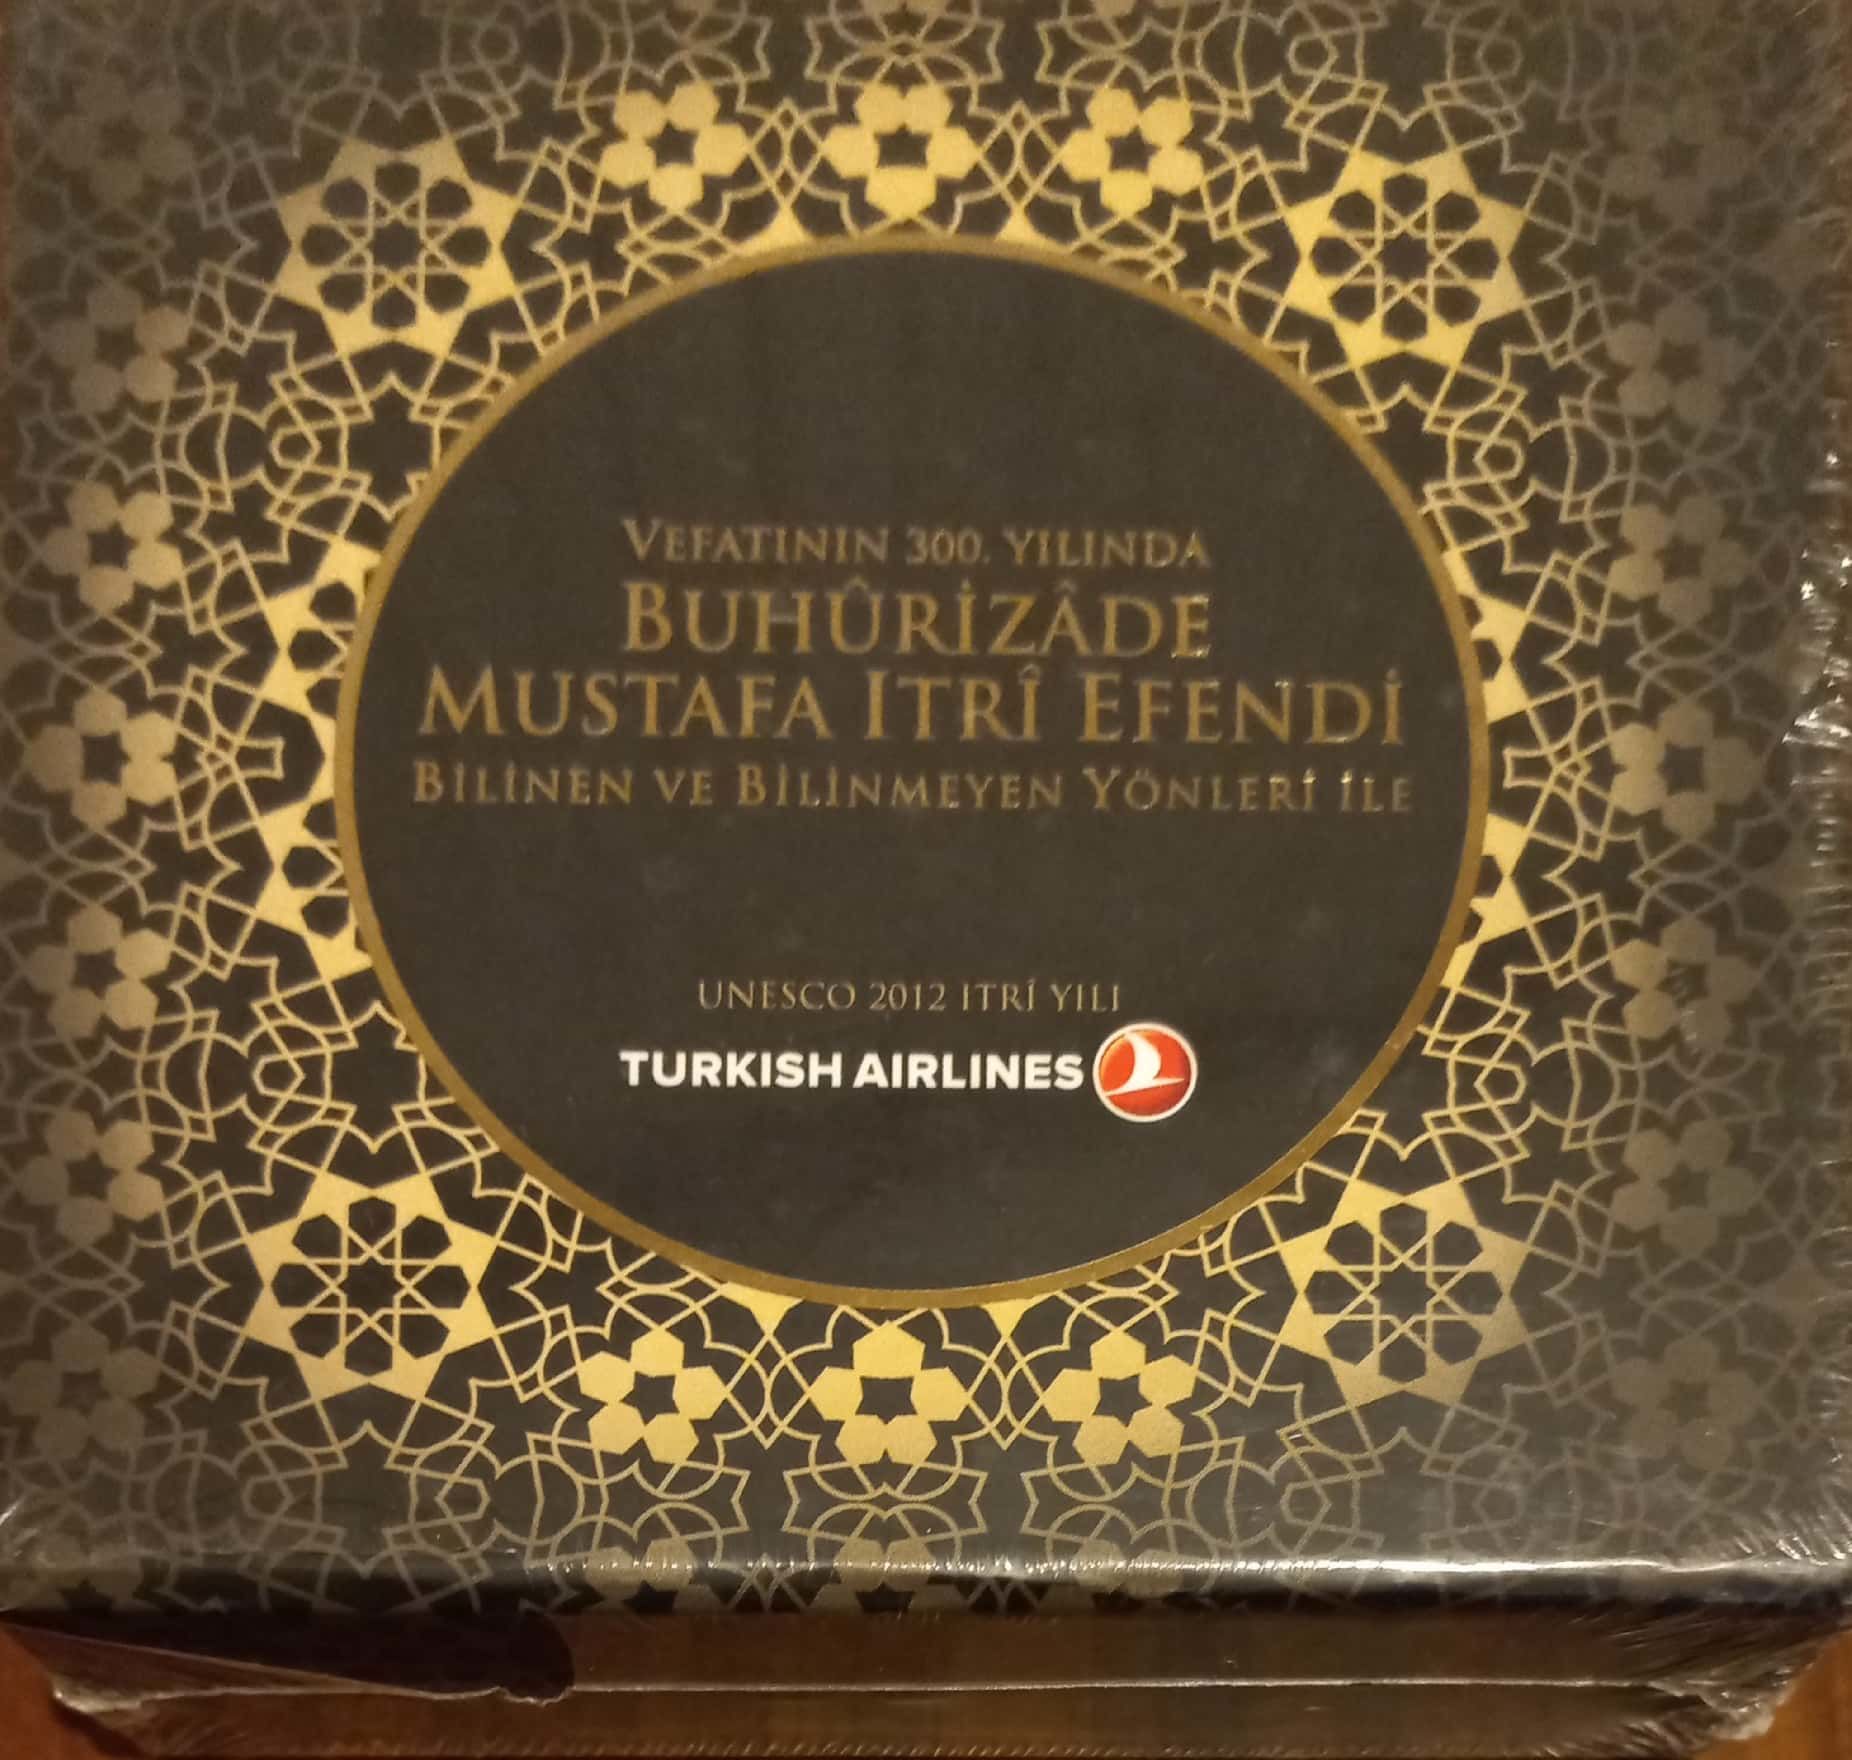 VEFATININ 300. YILINDA
BUHÛRİZÂDE
MUSTAFA ITRÎ EFENDİ
BİLİNEN VE BİLİNMEYEN YÖNLERİ İLE
UNESCO 2012 ITRÎ YILI
TURKISH AIRLINES